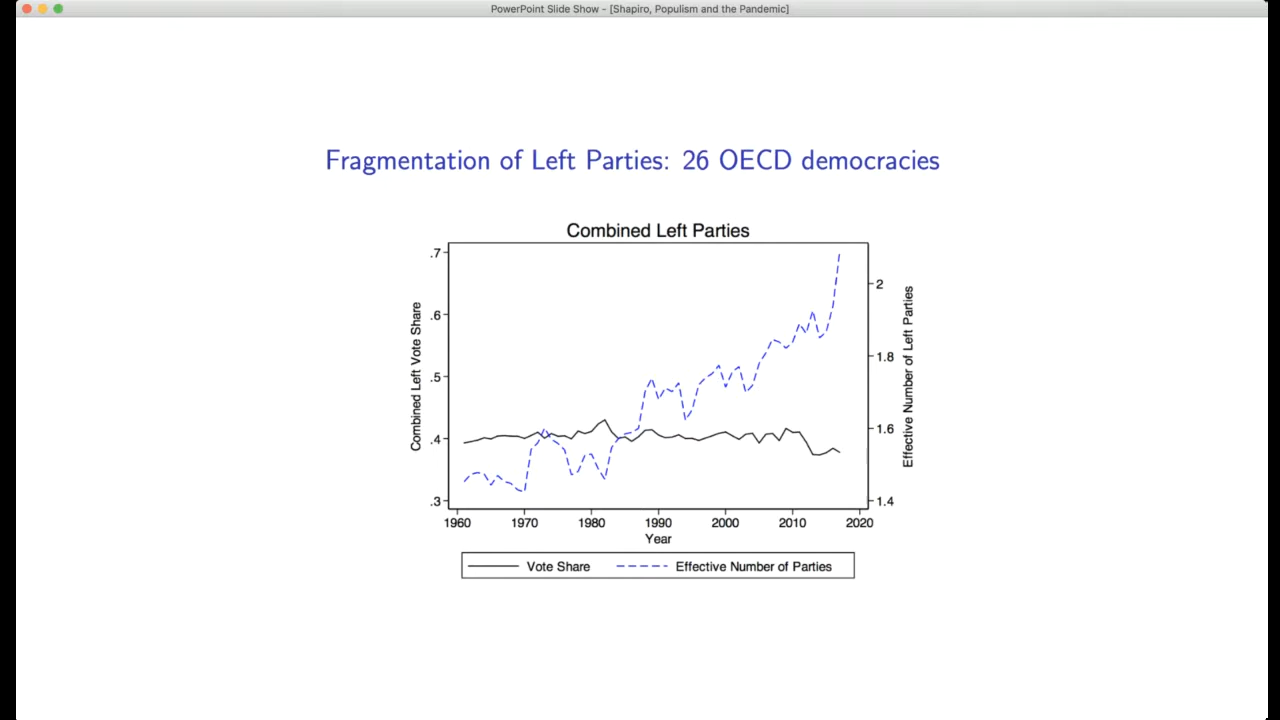 PowerPoint Slide Show - [Shapiro, Populism and the Pandemic]
Fragmentation of Left Parties: 26 OECD democracies
Combined Left Parties
Combined Left Vote Share
.7
.6
.5
.4
.3
2
1.8
1.6
1.4
Effective Number of Left Parties
1960 1970 1980 1990 2000 2010 2020
Year
Vote Share Effective Number of Parties